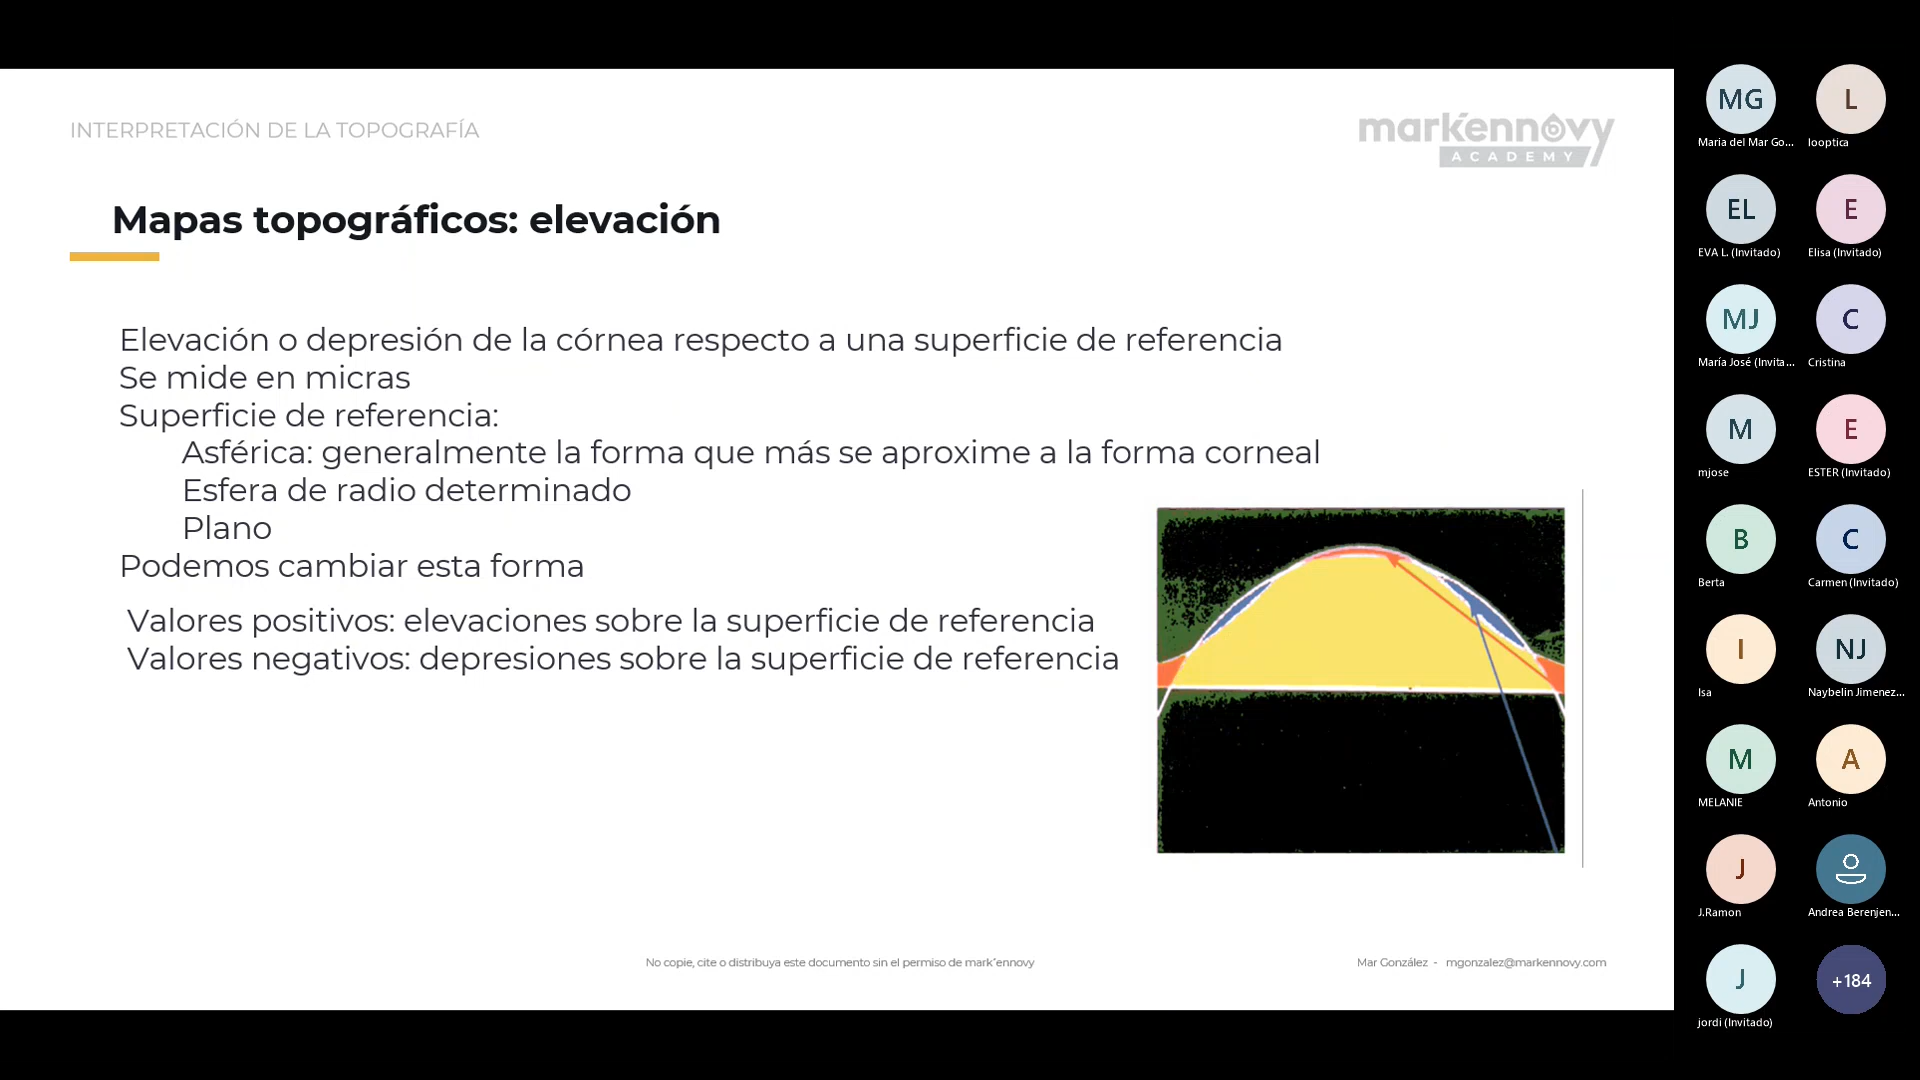 INTERPRETACIÓN DE LA TOPOGRAFÍA
mark'ennovy
ACADEMY
Mapas topográficos: elevación
Elevación o depresión de la córnea respecto a una superficie de referencia
Se mide en micras
Superficie de referencia:
Asférica: generalmente la forma que más se aproxime a la forma corneal
Esfera de radio determinado
Plano
Podemos cambiar esta forma
Valores positivos: elevaciones sobre la superficie de referencia
Valores negativos: depresiones sobre la superficie de referencia
No copie, cite o distribuya este documento sin el permiso de mark'ennovy
Mar González - mgonzalez@markennovy.com
MG
L
Maria del Mar Go...
looptica
EL
E
EVA L. (Invitado)
Elisa (Invitado)
MJ
C
María José (Invita...
Cristina
M
E
mjose
ESTER (Invitado)
B
C
Berta
Carmen (Invitado)
I
NJ
Isa
Naybelin Jimenez...
M
A
MELANIE
Antonio
J
J.Ramon
Andrea Berenjen...
J
+184
jordi (Invitado)